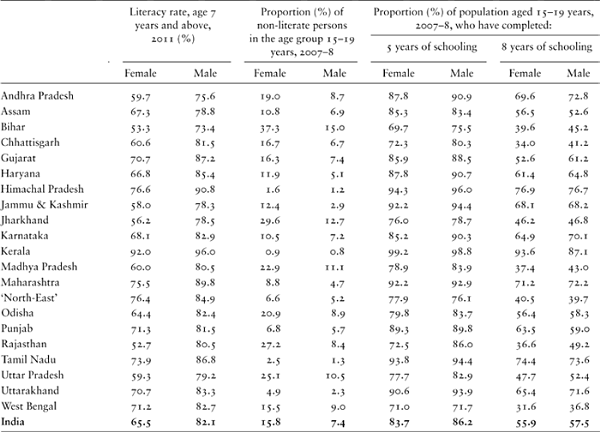 Literacy rate, age 7 years and above, 2011 (%)
Proportion (%) of non-literate persons in the age group 15–19 years, 2007–8
Proportion (%) of population aged 15–19 years, 2007–8, who have completed:
5 years of schooling 8 years of schooling
Female Male Female Male Female Male Female Male
Andhra Pradesh 59.7 75.6 19.0 8.7 87.8 90.9 69.6 72.8
Assam 67.3 78.8 10.8 6.9 85.3 83.4 56.5 52.6
Bihar 53.3 73.4 37.3 15.0 69.7 75.5 39.6 45.2
Chhattisgarh 60.6 81.5 16.7 6.7 72.3 80.3 34.0 41.2
Gujarat 70.7 87.2 16.3 7.4 85.9 88.5 52.6 61.2
Haryana 66.8 85.4 11.9 5.1 87.8 90.7 61.4 64.8
Himachal Pradesh 76.6 90.8 1.6 1.2 94.3 96.0 76.9 76.7
Jammu & Kashmir 58.0 78.3 12.4 2.9 92.2 94.4 68.1 68.2
Jharkhand 56.2 78.5 29.6 12.7 76.0 78.7 46.2 46.8
Karnataka 68.1 82.9 10.5 7.2 85.2 90.3 64.9 70.1
Kerala 92.0 96.0 0.9 0.8 99.2 98.8 93.6 87.1
Madhya Pradesh 60.0 80.5 22.9 11.1 78.9 83.9 37.4 43.0
Maharashtra 75.5 89.8 8.8 4.7 92.2 92.9 71.2 72.2
‘North-East’ 76.4 84.9 6.6 5.2 77.9 76.1 40.5 39.7
Odisha 64.4 82.4 20.9 8.9 79.8 83.7 56.4 58.3
Punjab 71.3 81.5 6.8 5.7 89.3 89.8 63.5 59.0
Rajasthan 52.7 80.5 27.2 8.4 72.5 86.0 36.6 49.2
Tamil Nadu 73.9 86.8 2.5 1.3 93.8 94.4 74.4 73.6
Uttar Pradesh 59.3 79.2 25.1 10.5 77.7 82.9 47.7 52.4
Uttarakhand 70.7 83.3 4.9 2.3 90.6 93.9 65.4 71.6
West Bengal 71.2 82.7 15.5 9.0 71.0 71.7 31.6 36.8
India 65.5 82.1 15.8 7.4 83.7 86.2 55.9 57.5